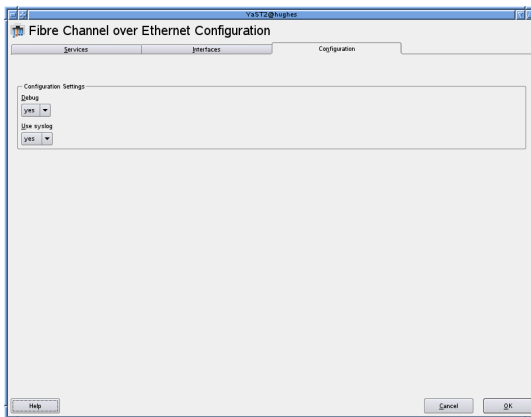 YaST2@hughes
Fibre Channel over Ethernet Configuration
Services Interfaces Configuration
Configuration Settings
Debug
yes
Use syslog
yes
Help Cancel OK